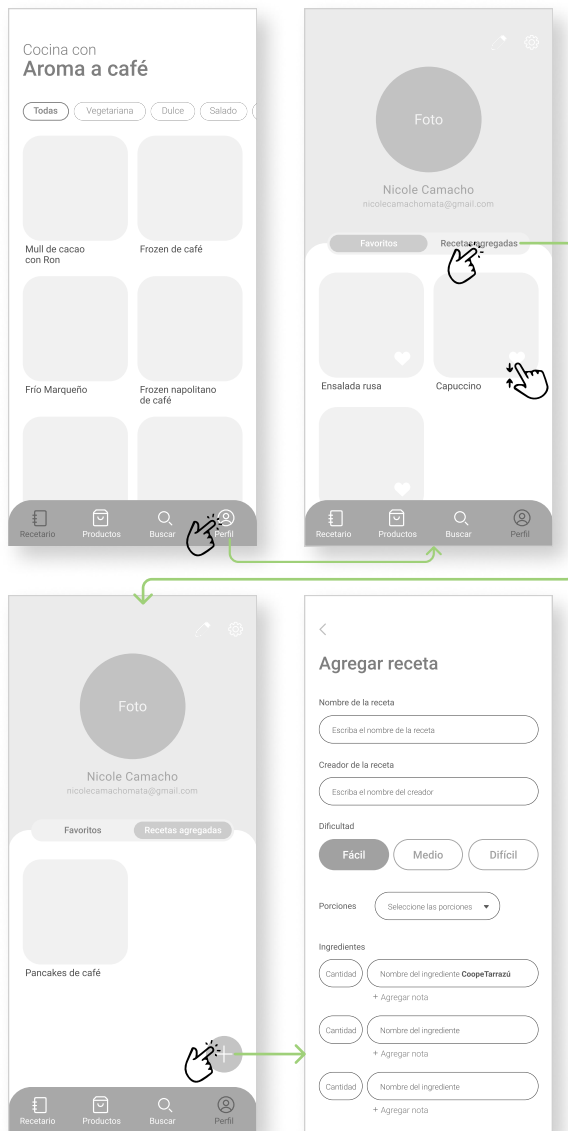 Cocina con
Aroma a café
Todas Vegetariana Dulce Salado
Mull de cacao
con Ron
Frozen de café
Frío Marqueño
Frozen napolitano
de café
Recetario Productos Buscar Perfil
Foto
Nicole Camacho
nicolecamachomata@gmail.com
Favoritos Recetas agregadas
Ensalada rusa Capuccino
Recetario Productos Buscar Perfil
Foto
Nicole Camacho
nicolecamachomata@gmail.com
Favoritos Recetas agregadas
Pancakes de café
Recetario Productos Buscar Perfil
Agregar receta
Nombre de la receta
Escriba el nombre de la receta
Creador de la receta
Escriba el nombre del creador
Dificultad
Fácil Medio Difícil
Porciones Seleccione las porciones
Ingredientes
Cantidad Nombre del ingrediente CoopeTarrazú
+ Agregar nota
Cantidad Nombre del ingrediente
+ Agregar nota
Cantidad Nombre del ingrediente
+ Agregar nota